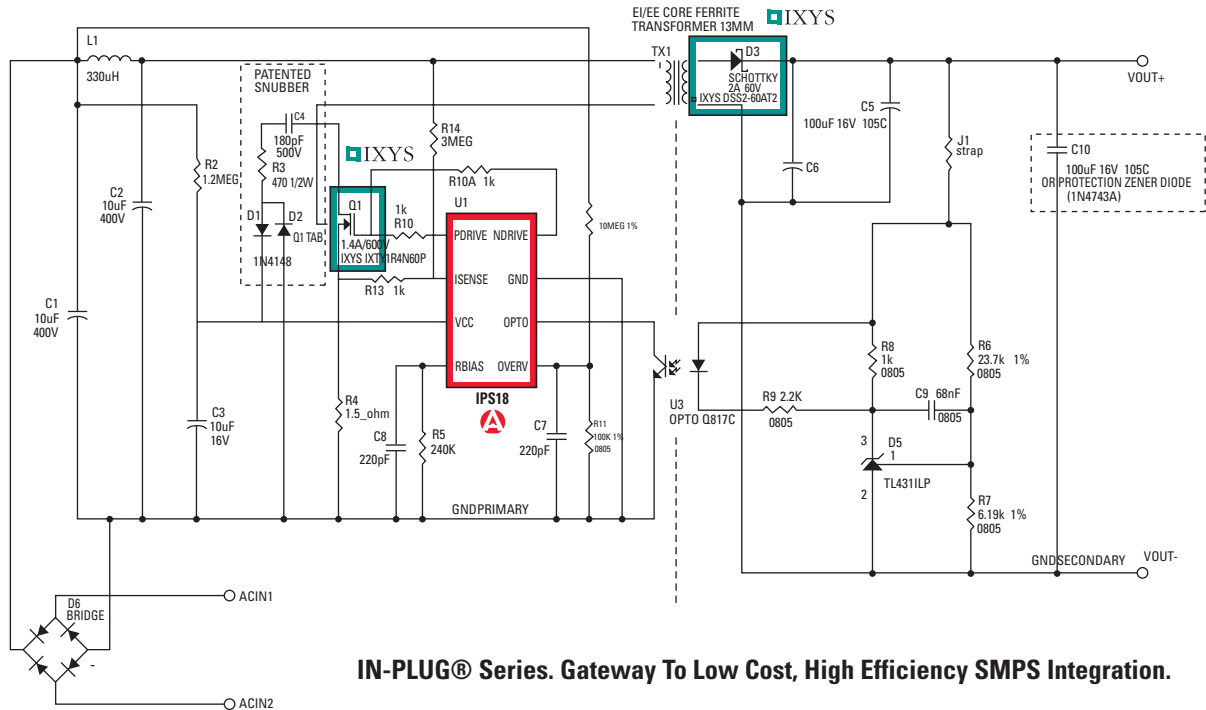 EI/EE CORE FERRITE
TRANSFORMER 13MM
IXYS
L1
330uH
TX1
D3
SCHOTTKY
2A 60V
IXYS DSS2-60AT2
VOUT+
PATENTED
SNUBBER
C4
180pF
500V
R3
470 1/2W
D1
D2
Q1 TAB
1N4148
R2
1.2MEG
C2
10uF
400V
C1
10uF
400V
C3
10uF
16V
IXYS
Q1
1.4A/600V
IXYS IXTY1R4N60P
R14
3MEG
R10A 1k
1k
R10
R13 1k
U1
PDRIVE NDRIVE
ISENSE GND
VCC OPTO
RBIAS OVERV
IPS18
A
10MEG 1%
R4
1.5_ohm
C8
220pF
R5
240K
C7
220pF
R11
100K 1%
0805
GNDPRIMARY
C5
100uF 16V 105C
C6
J1
strap
C10
100uF 16V 105C
OR PROTECTION ZENER DIODE
(1N4743A)
U3
OPTO Q817C
R8
1k
0805
R6
23.7k 1%
0805
R9 2.2K
0805
C9 68nF
0805
3
D5
1
TL431ILP
2
R7
6.19k 1%
0805
GNDSECONDARY
VOUT-
D6
BRIDGE
-
ACIN1
ACIN2
IN-PLUG® Series. Gateway To Low Cost, High Efficiency SMPS Integration.